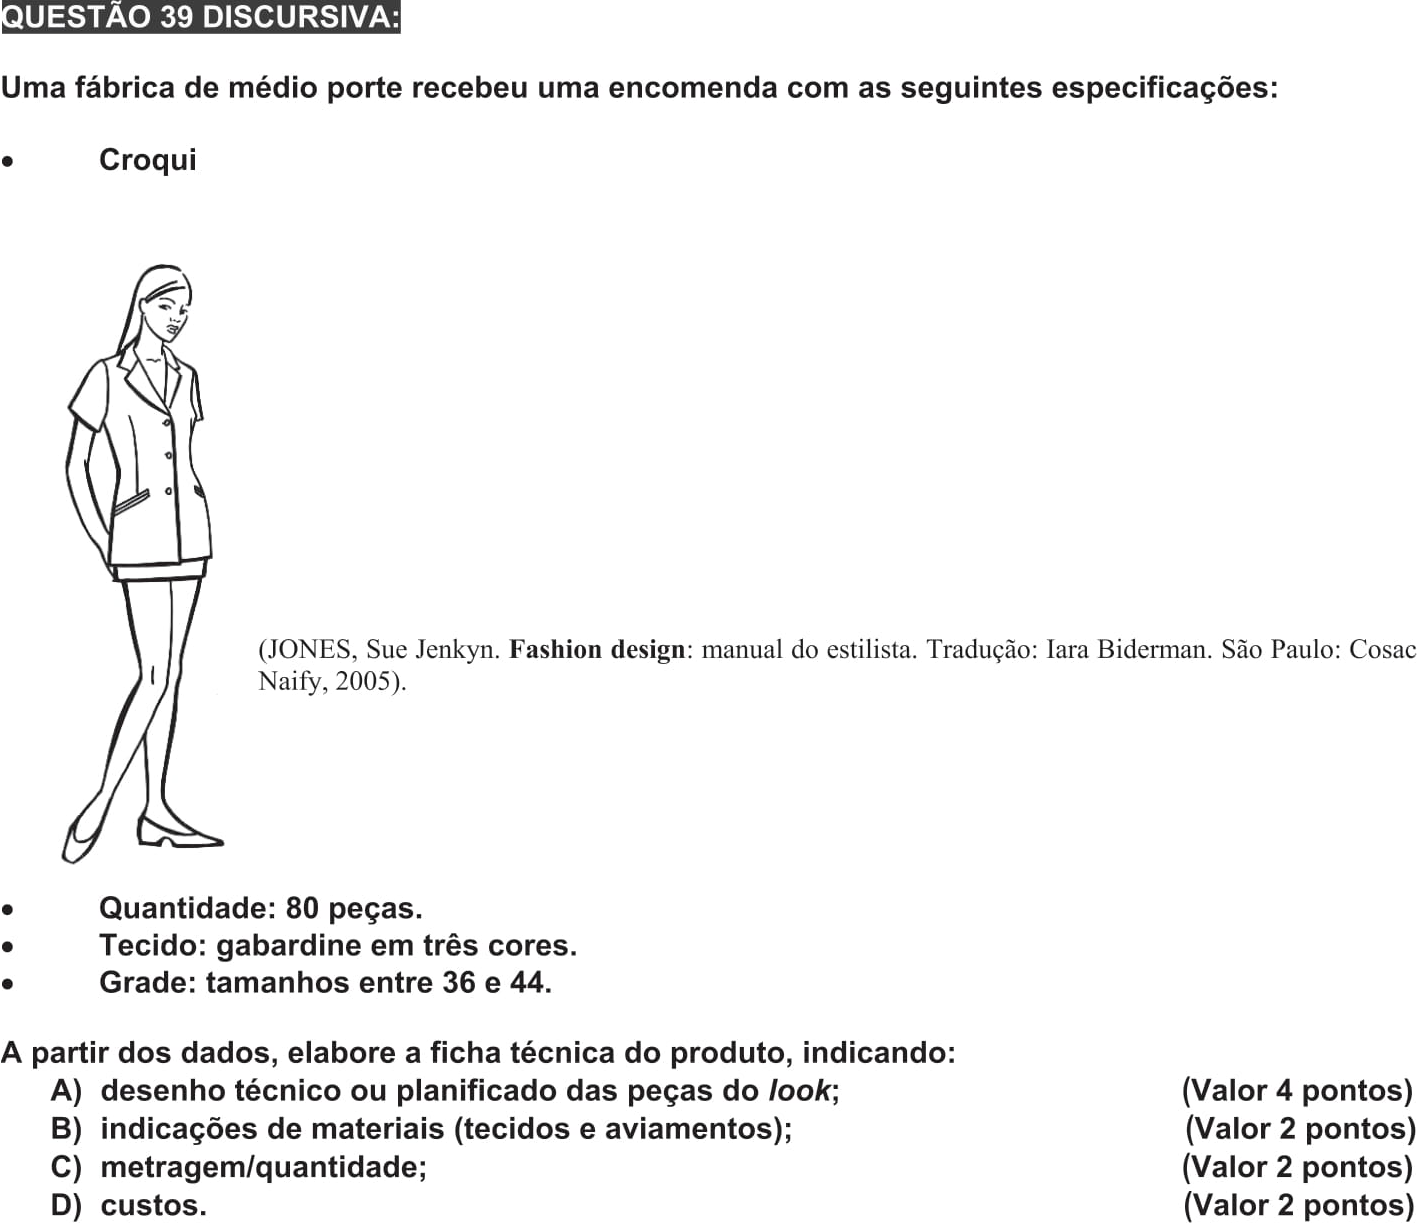 QUESTÃO 39 DISCURSIVA:
Uma fábrica de médio porte recebeu uma encomenda com as seguintes especificações:
• Croqui
(JONES, Sue Jenkyn. Fashion design: manual do estilista. Tradução: Iara Biderman. São Paulo: Cosac
Naify, 2005).
• Quantidade: 80 peças.
• Tecido: gabardine em três cores.
• Grade: tamanhos entre 36 e 44.
A partir dos dados, elabore a ficha técnica do produto, indicando:
A) desenho técnico ou planificado das peças do look; (Valor 4 pontos)
B) indicações de materiais (tecidos e aviamentos); (Valor 2 pontos)
C) metragem/quantidade; (Valor 2 pontos)
D) custos. (Valor 2 pontos)